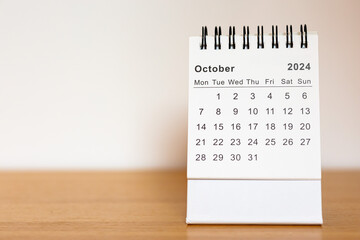 October 2024
Mon Tue Wed Thu Fri Sat Sun
1 2 3 4 5 6
7 8 9 10 11 12 13
14 15 16 17 18 19 20
21 22 23 24 25 26 27
28 29 30 31